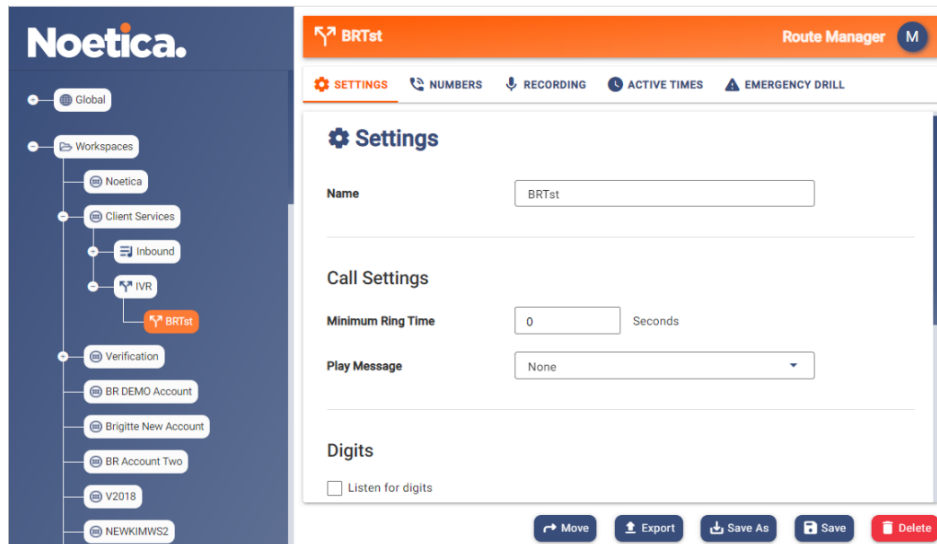 Noetica.
Global
Workspaces
Noetica
Client Services
Inbound
IVR
BRTst
Verification
BR DEMO Account
Brigitte New Account
BR Account Two
V2018
NEWKIMWS2
BRTst
Route Manager M
SETTINGS NUMBERS RECORDING ACTIVE TIMES EMERGENCY DRILL
Settings
Name BRTst
Call Settings
Minimum Ring Time 0 Seconds
Play Message None
Digits
Listen for digits
Move Export Save As Save Delete